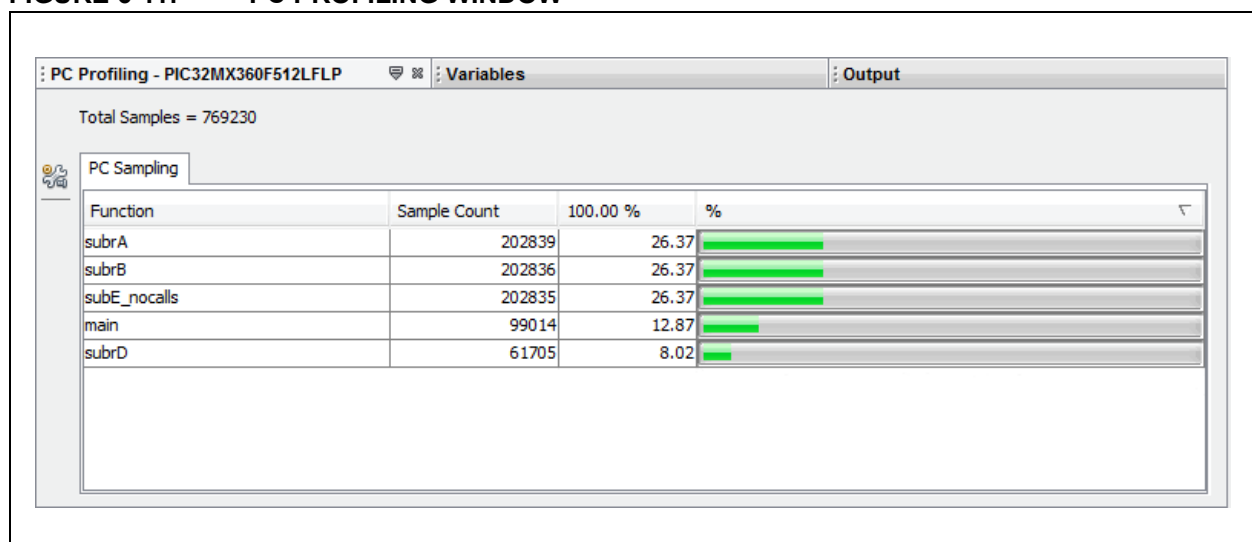 PC Profiling - PIC32MX360F512LFLP Variables Output
Total Samples = 769230
PC Sampling
Function Sample Count 100.00 % %
subrA 202839 26.37
subrB 202836 26.37
subE_nocalls 202835 26.37
main 99014 12.87
subrD 61705 8.02